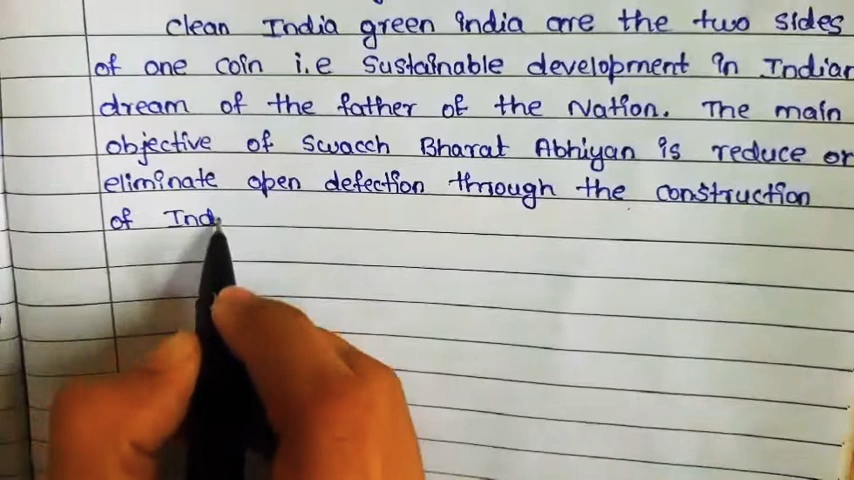 clean India green india are the two sides
of one coin i.e sustainable development in Indian
dream of the father of the Nation. The main
objective of swacch Bharat Abhiyan is reduce or
eliminate open defection through the construction
of Ind